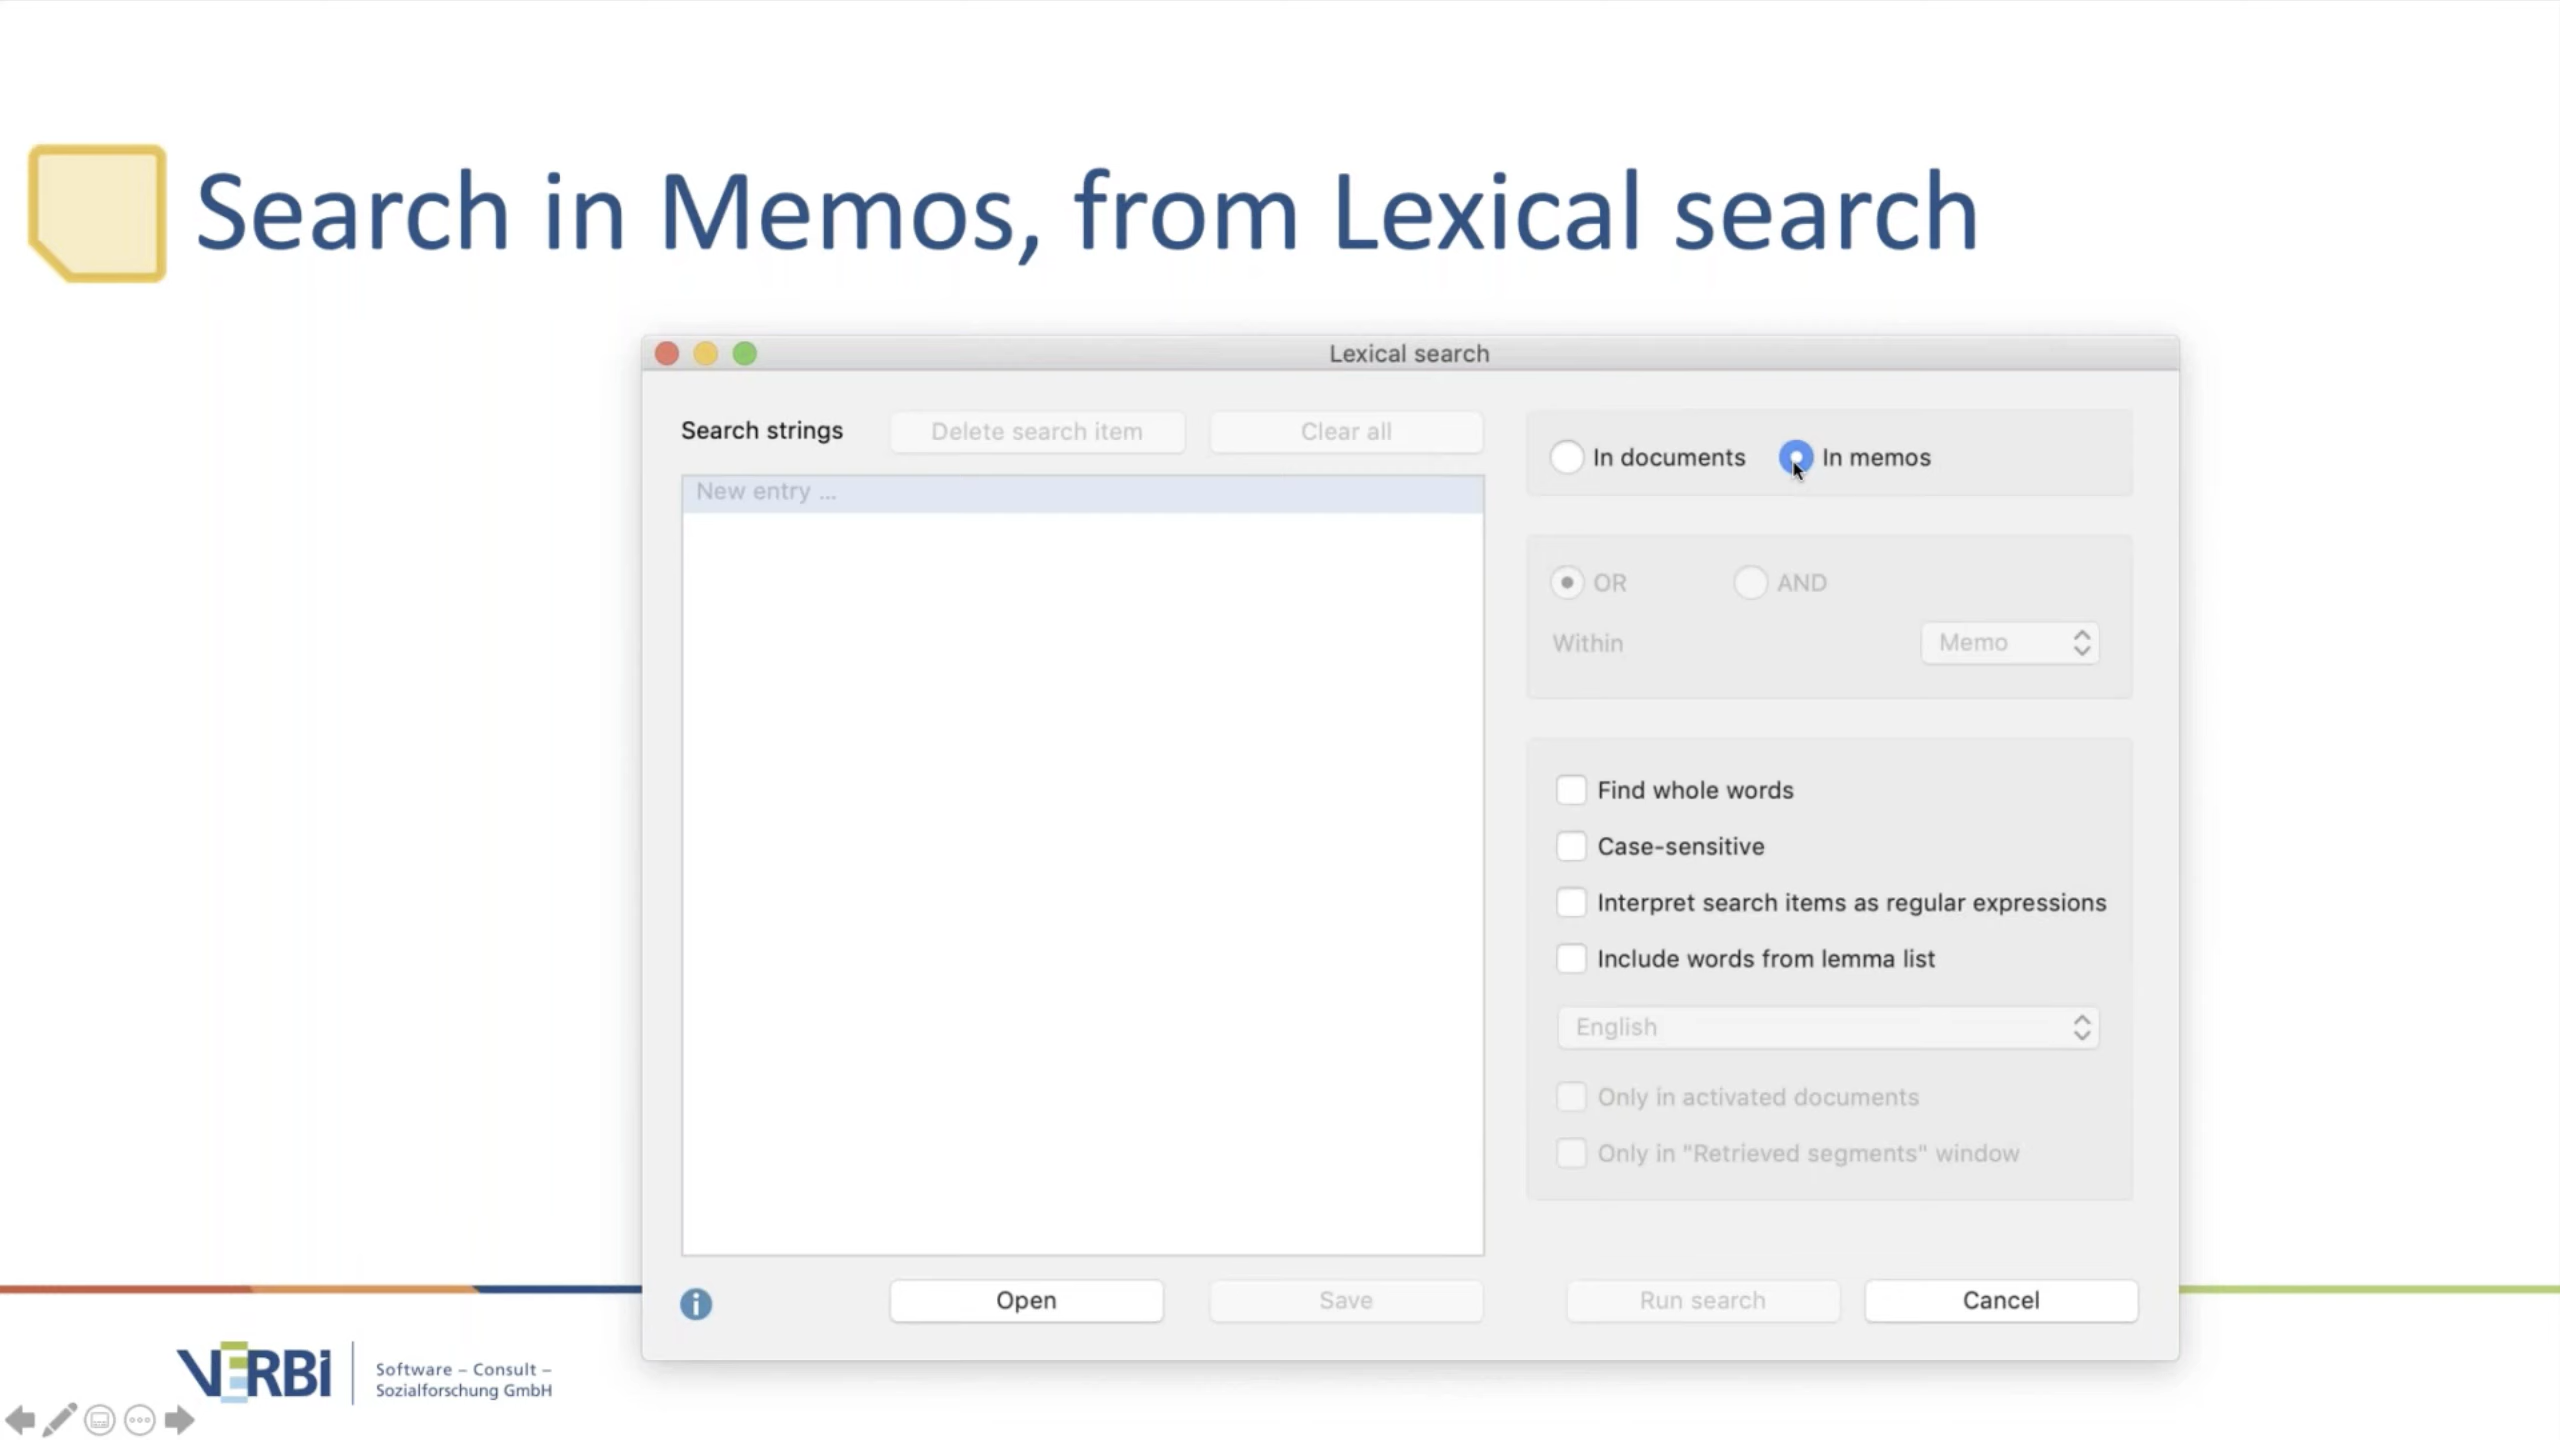 Search in Memos, from Lexical search
Lexical search
Search strings
Delete search item
Clear all
New entry ...
In documents
In memos
OR
AND
Within
Memo
Find whole words
Case-sensitive
Interpret search items as regular expressions
Include words from lemma list
English
Only in activated documents
Only in "Retrieved segments" window
Open
Save
Run search
Cancel
VERBI
Software – Consult –
Sozialforschung GmbH